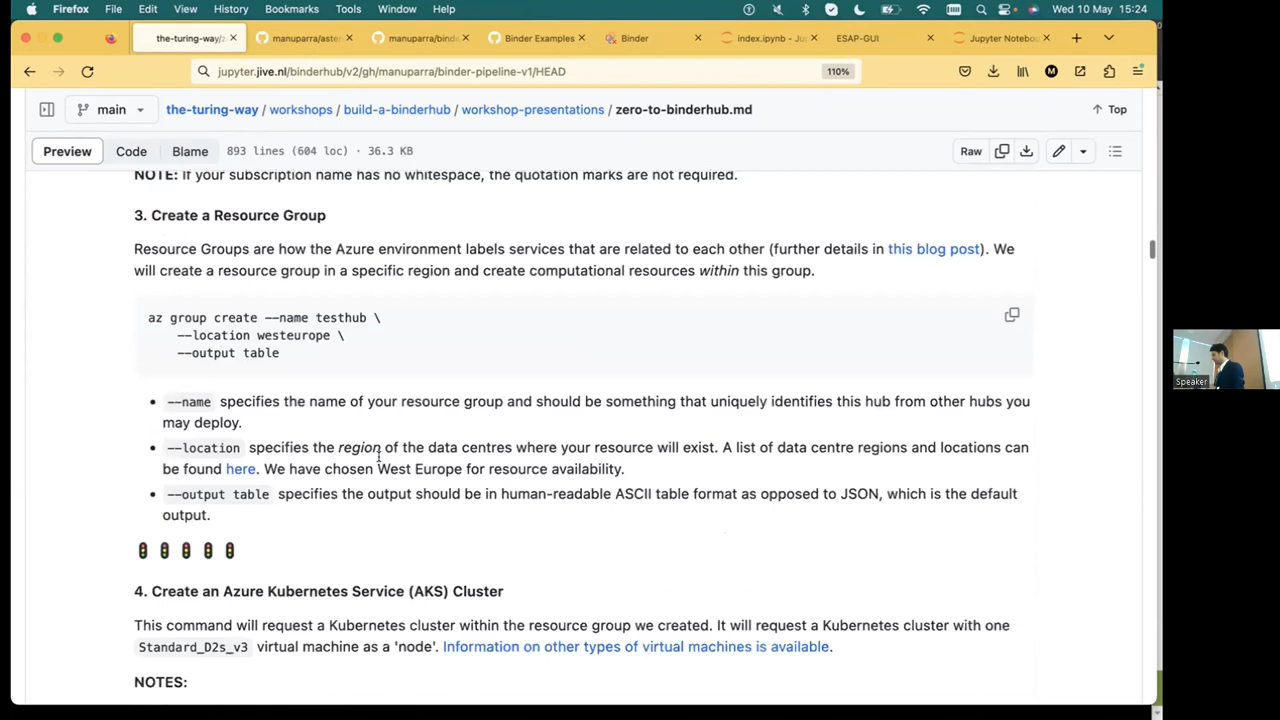 Firefox File Edit View History Bookmarks Tools Window Help Wed 10 May 15:24
the-turing-way/z manuparra/aster manuparra/binde Binder Examples Binder index.ipynb - Ju ESAP-GUI Jupyter Notebo
jupyter.jive.nl/binderhub/v2/gh/manuparra/binder-pipeline-v1/HEAD 110% M
main the-turing-way / workshops / build-a-binderhub / workshop-presentations / zero-to-binderhub.md Top
Preview Code Blame 893 lines (604 loc) · 36.3 KB Raw
NOTE: If your subscription name has no whitespace, the quotation marks are not required.
3. Create a Resource Group
Resource Groups are how the Azure environment labels services that are related to each other (further details in this blog post). We
will create a resource group in a specific region and create computational resources within this group.
az group create --name testhub \
--location westeurope \
--output table
• --name specifies the name of your resource group and should be something that uniquely identifies this hub from other hubs you
may deploy.
• --location specifies the region of the data centres where your resource will exist. A list of data centre regions and locations can
be found here. We have chosen West Europe for resource availability.
• --output table specifies the output should be in human-readable ASCII table format as opposed to JSON, which is the default
output.
4. Create an Azure Kubernetes Service (AKS) Cluster
This command will request a Kubernetes cluster within the resource group we created. It will request a Kubernetes cluster with one
Standard_D2s_v3 virtual machine as a 'node'. Information on other types of virtual machines is available.
NOTES:
Speaker